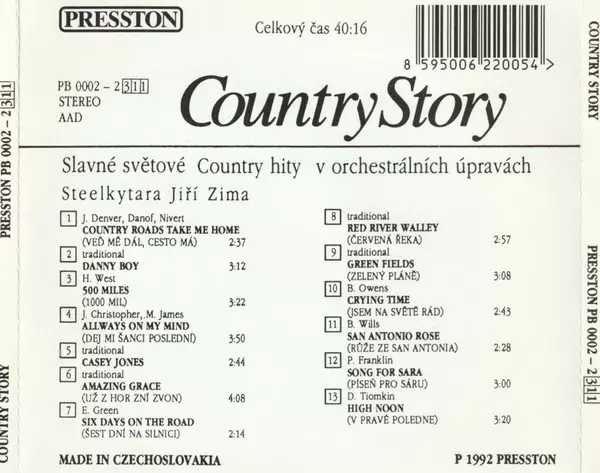 PRESSTON
Celkový čas 40:16
8 595006 220054 >
PB 0002 – 2 3 1 1
STEREO
AAD
Country Story
Slavné světové Country hity v orchestrálních úpravách
Steelkytara Jiří Zima
1 J. Denver, Danof, Nivert
COUNTRY ROADS TAKE ME HOME
(VEĎ MĚ DÁL, CESTO MÁ) 2:37
2 traditional
DANNY BOY 3:12
3 H. West
500 MILES
(1000 MIL) 3:22
4 J. Christopher,.M. James
ALLWAYS ON MY MIND
(DEJ MI ŠANCI POSLEDNÍ) 3:50
5 traditional
CASEY JONES 2:44
6 traditional
AMAZING GRACE
(UŽ Z HOR ZNÍ ZVON) 4:08
7 E. Green
SIX DAYS ON THE ROAD
(ŠEST DNÍ NA SILNICI) 2:14
8 traditional
RED RIVER WALLEY
(ČERVENÁ ŘEKA) 2:57
9 traditional
GREEN FIELDS
(ZELENÝ PLÁNĚ) 3:08
10 B. Owens
CRYING TIME
(JSEM NA SVĚTĚ RÁD) 2:43
11 B. Wills
SAN ANTONIO ROSE
(RŮŽE ZE SAN ANTONIA) 2:28
12 P. Franklin
SONG FOR SARA
(PÍSEŇ PRO SÁRU) 3:00
13 D. Tiomkin
HIGH NOON
(V PRAVÉ POLEDNE) 3:20
MADE IN CZECHOSLOVAKIA
P 1992 PRESSTON
COUNTRY STORY
PRESSTON PB 0002 – 2 3 1 1
COUNTRY STORY
PRESSTON PB 0002 – 2 3 1 1